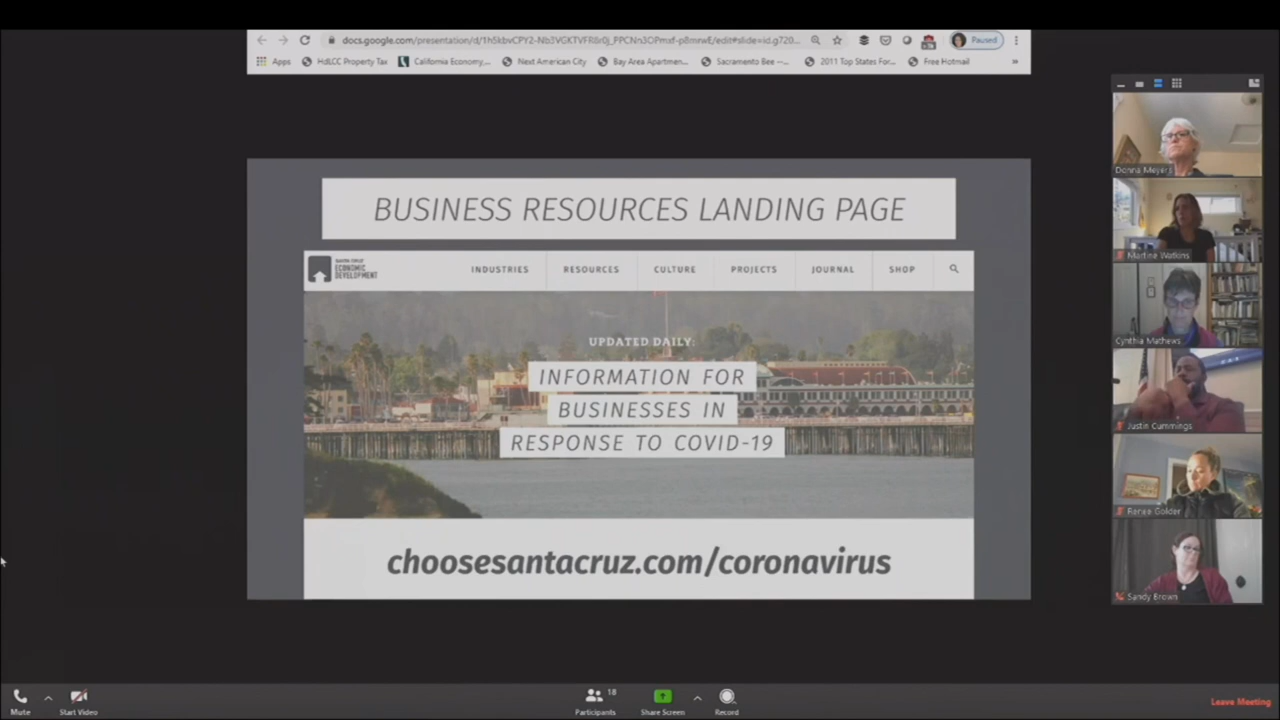 Paused
Apps
HdLCC Property Tax
California Economy,...
Next American City
Bay Area Apartmen...
Sacramento Bee --...
2011 Top States For...
Free Hotmail
»
BUSINESS RESOURCES LANDING PAGE
ECONOMIC
DEVELOPMENT
INDUSTRIES
RESOURCES
CULTURE
PROJECTS
JOURNAL
SHOP
UPDATED DAILY:
INFORMATION FOR
BUSINESSES IN
RESPONSE TO COVID-19
choosesantacruz.com/coronavirus
Donna Meyers
Martine Watkins
Cynthia Mathews
Justin Cummings
Renee Golder
Sandy Brown
Mute
Start Video
18
Participants
Share Screen
Record
Leave Meeting